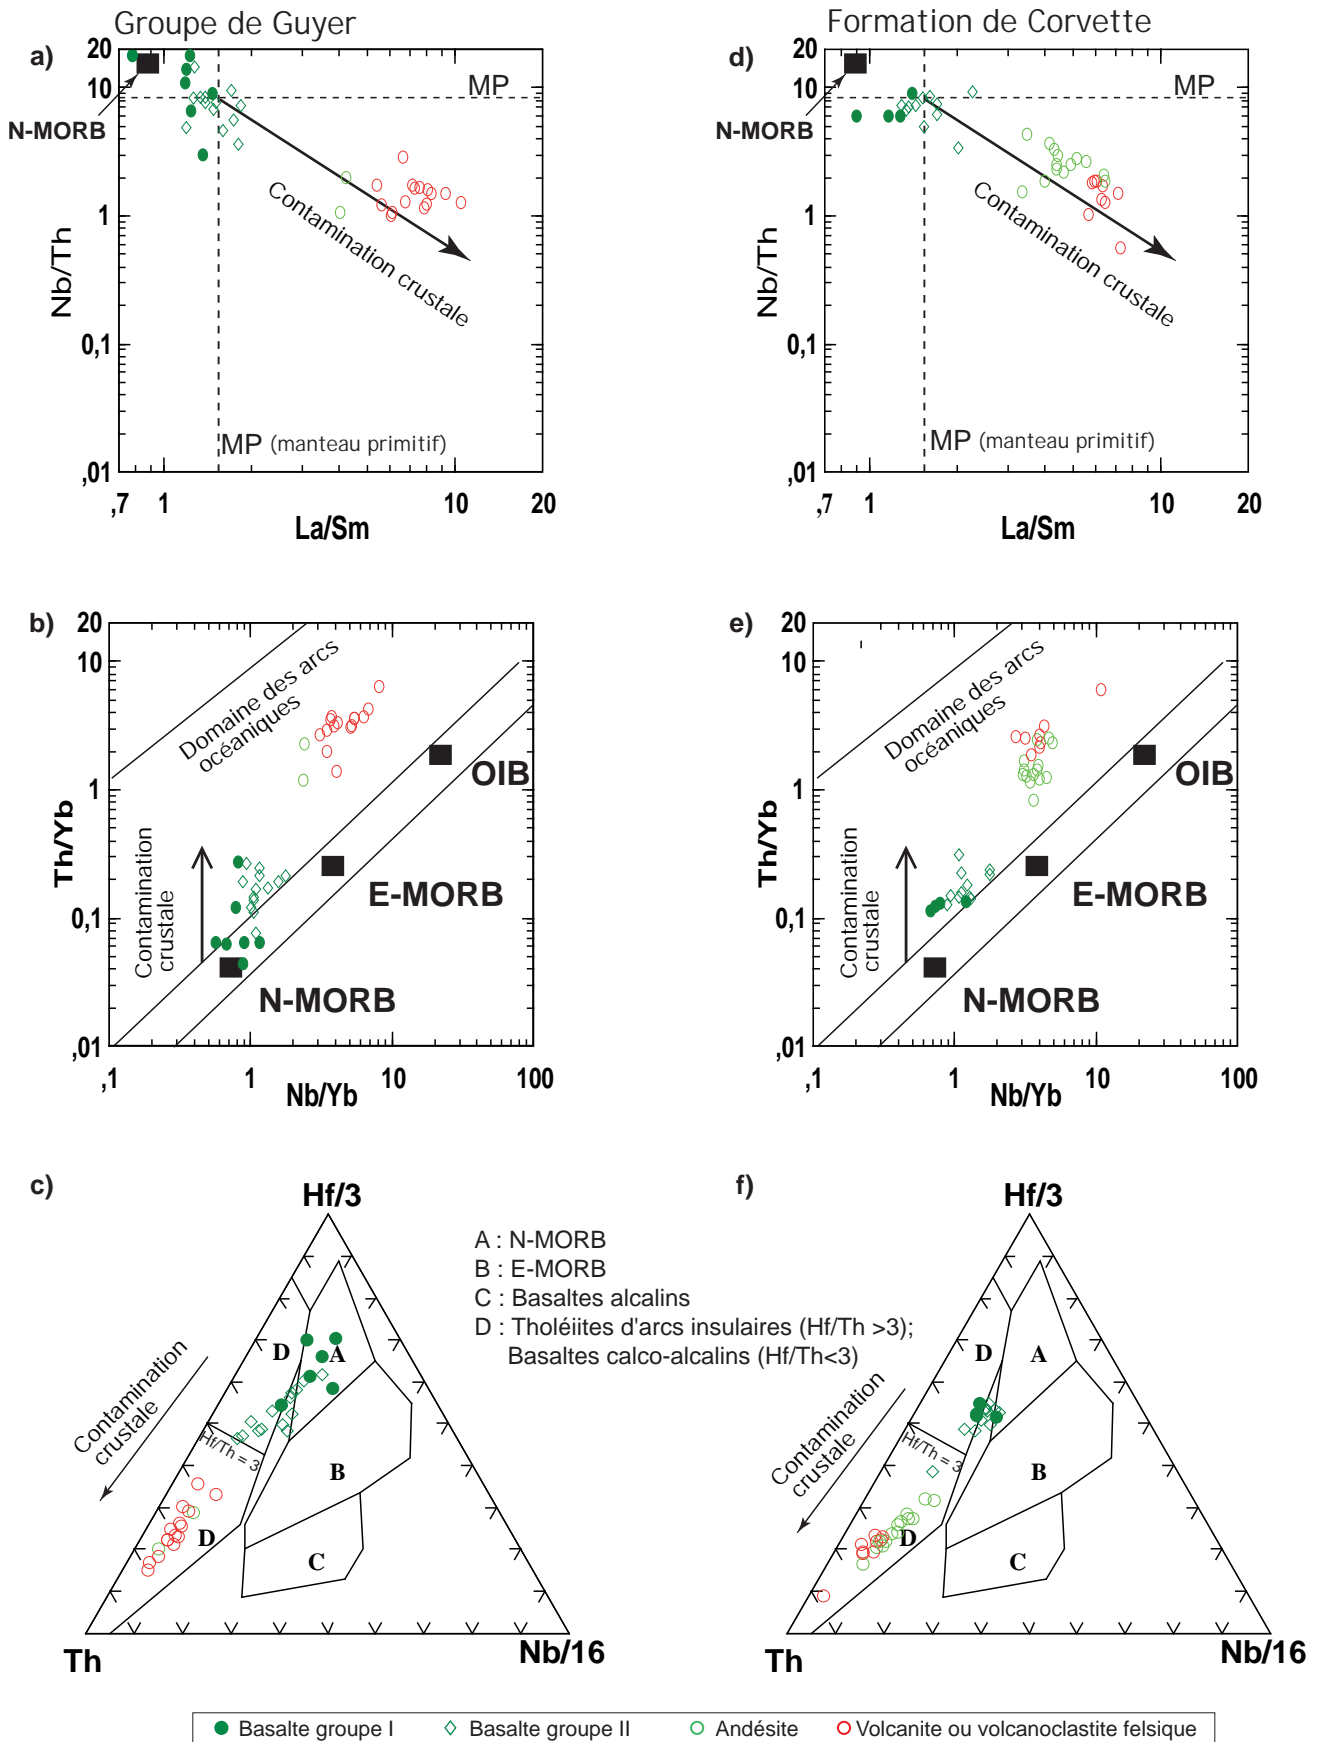 Groupe de Guyer
Formation de Corvette
a)
20
10
1
0,1
,01
Nb/Th
N-MORB
MP
Contamination crustale
MP (manteau primitif)
,7 1 10 20
La/Sm
d)
20
10
1
0,1
,01
Nb/Th
N-MORB
MP
Contamination crustale
MP (manteau primitif)
,7 1 10 20
La/Sm
b)
20
10
1
0,1
,01
Th/Yb
Domaine des arcs
océaniques
Contamination
crustale
OIB
E-MORB
N-MORB
,1 1 10 100
Nb/Yb
e)
20
10
1
0,1
,01
Th/Yb
Domaine des arcs
océaniques
Contamination
crustale
OIB
E-MORB
N-MORB
,1 1 10 100
Nb/Yb
c)
Hf/3
Contamination
crustale
D
A
Hf/Th = 3
B
D
C
Th
Nb/16
A : N-MORB
B : E-MORB
C : Basaltes alcalins
D : Tholéiites d'arcs insulaires (Hf/Th >3);
Basaltes calco-alcalins (Hf/Th<3)
f)
Hf/3
Contamination
crustale
D
A
Hf/Th = 3
B
D
C
Th
Nb/16
Basalte groupe I
Basalte groupe II
Andésite
Volcanite ou volcanoclastite felsique